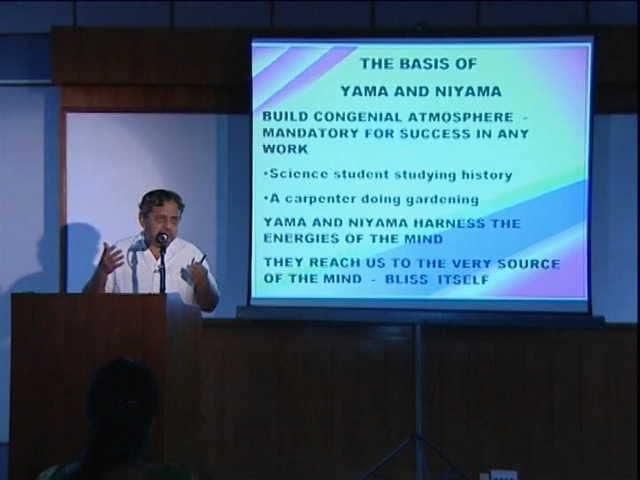 THE BASIS OF
YAMA AND NIYAMA
BUILD CONGENIAL ATMOSPHERE -
MANDATORY FOR SUCCESS IN ANY
WORK
•Science student studying history
•A carpenter doing gardening
YAMA AND NIYAMA HARNESS THE
ENERGIES OF THE MIND
THEY REACH US TO THE VERY SOURCE
OF THE MIND - BLISS ITSELF